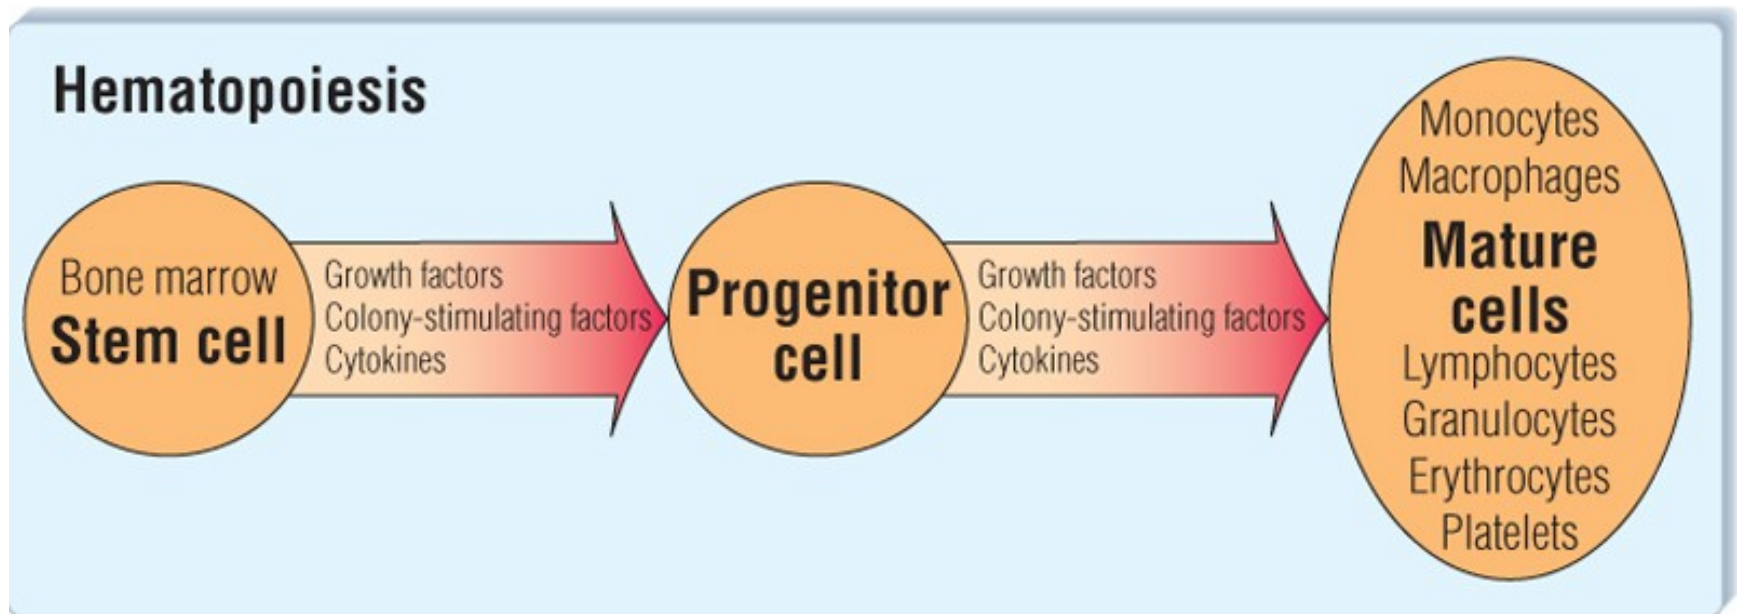 Hematopoiesis
Bone marrow
Stem cell
Growth factors
Colony-stimulating factors
Cytokines
Progenitor
cell
Growth factors
Colony-stimulating factors
Cytokines
Monocytes
Macrophages
Mature
cells
Lymphocytes
Granulocytes
Erythrocytes
Platelets